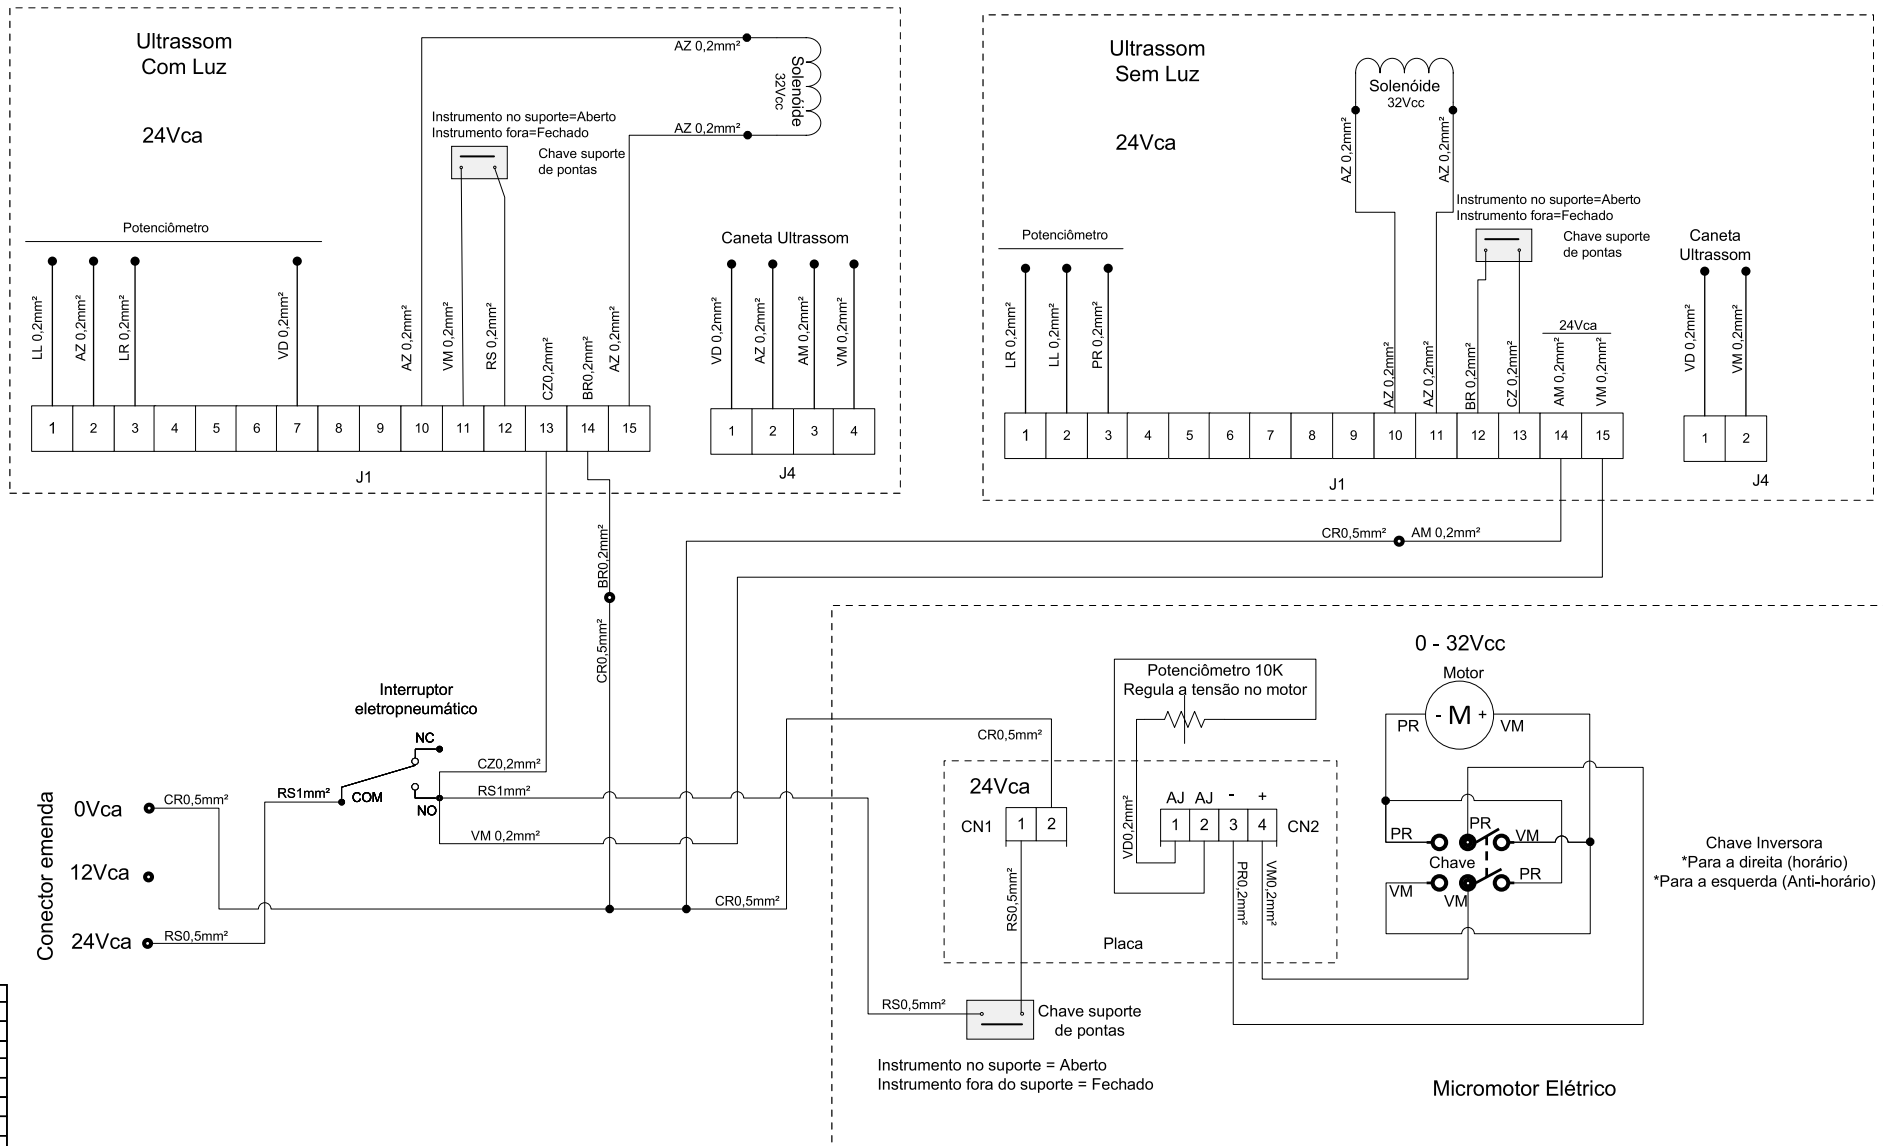 Ultrassom
Com Luz
24Vca
AZ 0,2mm²
Solenóide
32Vcc
AZ 0,2mm²
Instrumento no suporte=Aberto
Instrumento fora=Fechado
Chave suporte
de pontas
Potenciômetro
LL 0,2mm²
AZ 0,2mm²
LR 0,2mm²
VD 0,2mm²
AZ 0,2mm²
VM 0,2mm²
RS 0,2mm²
CZ0,2mm²
BR0,2mm²
AZ 0,2mm²
1 2 3 4 5 6 7 8 9 10 11 12 13 14 15
J1
Caneta Ultrassom
VD 0,2mm²
AZ 0,2mm²
AM 0,2mm²
VM 0,2mm²
1 2 3 4
J4
Ultrassom
Sem Luz
24Vca
Solenóide
32Vcc
AZ 0,2mm²
AZ 0,2mm²
Instrumento no suporte=Aberto
Instrumento fora=Fechado
Chave suporte
de pontas
Potenciômetro
LR 0,2mm²
LL 0,2mm²
PR 0,2mm²
AZ 0,2mm²
AZ 0,2mm²
BR 0,2mm²
CZ 0,2mm²
24Vca
AM 0,2mm²
VM 0,2mm²
1 2 3 4 5 6 7 8 9 10 11 12 13 14 15
J1
Caneta
Ultrassom
VD 0,2mm²
VM 0,2mm²
1 2
J4
CR0,5mm² AM 0,2mm²
BR0,2mm²
CR0,5mm²
Interruptor
eletropneumático
NC
COM
NO
RS1mm²
CZ0,2mm²
RS1mm²
VM 0,2mm²
Conector emenda
0Vca
CR0,5mm²
12Vca
24Vca
RS0,5mm²
CR0,5mm²
CR0,5mm²
24Vca
CN1
1 2
RS0,5mm²
RS0,5mm²
Chave suporte
de pontas
Instrumento no suporte = Aberto
Instrumento fora do suporte = Fechado
Potenciômetro 10K
Regula a tensão no motor
VD0,2mm²
AJ AJ - +
1 2 3 4
CN2
PR0,2mm²
VM0,2mm²
Placa
0 - 32Vcc
Motor
- M +
PR
VM
PR
PR
VM
Chave
VM
VM
PR
Chave Inversora
*Para a direita (horário)
*Para a esquerda (Anti-horário)
Micromotor Elétrico